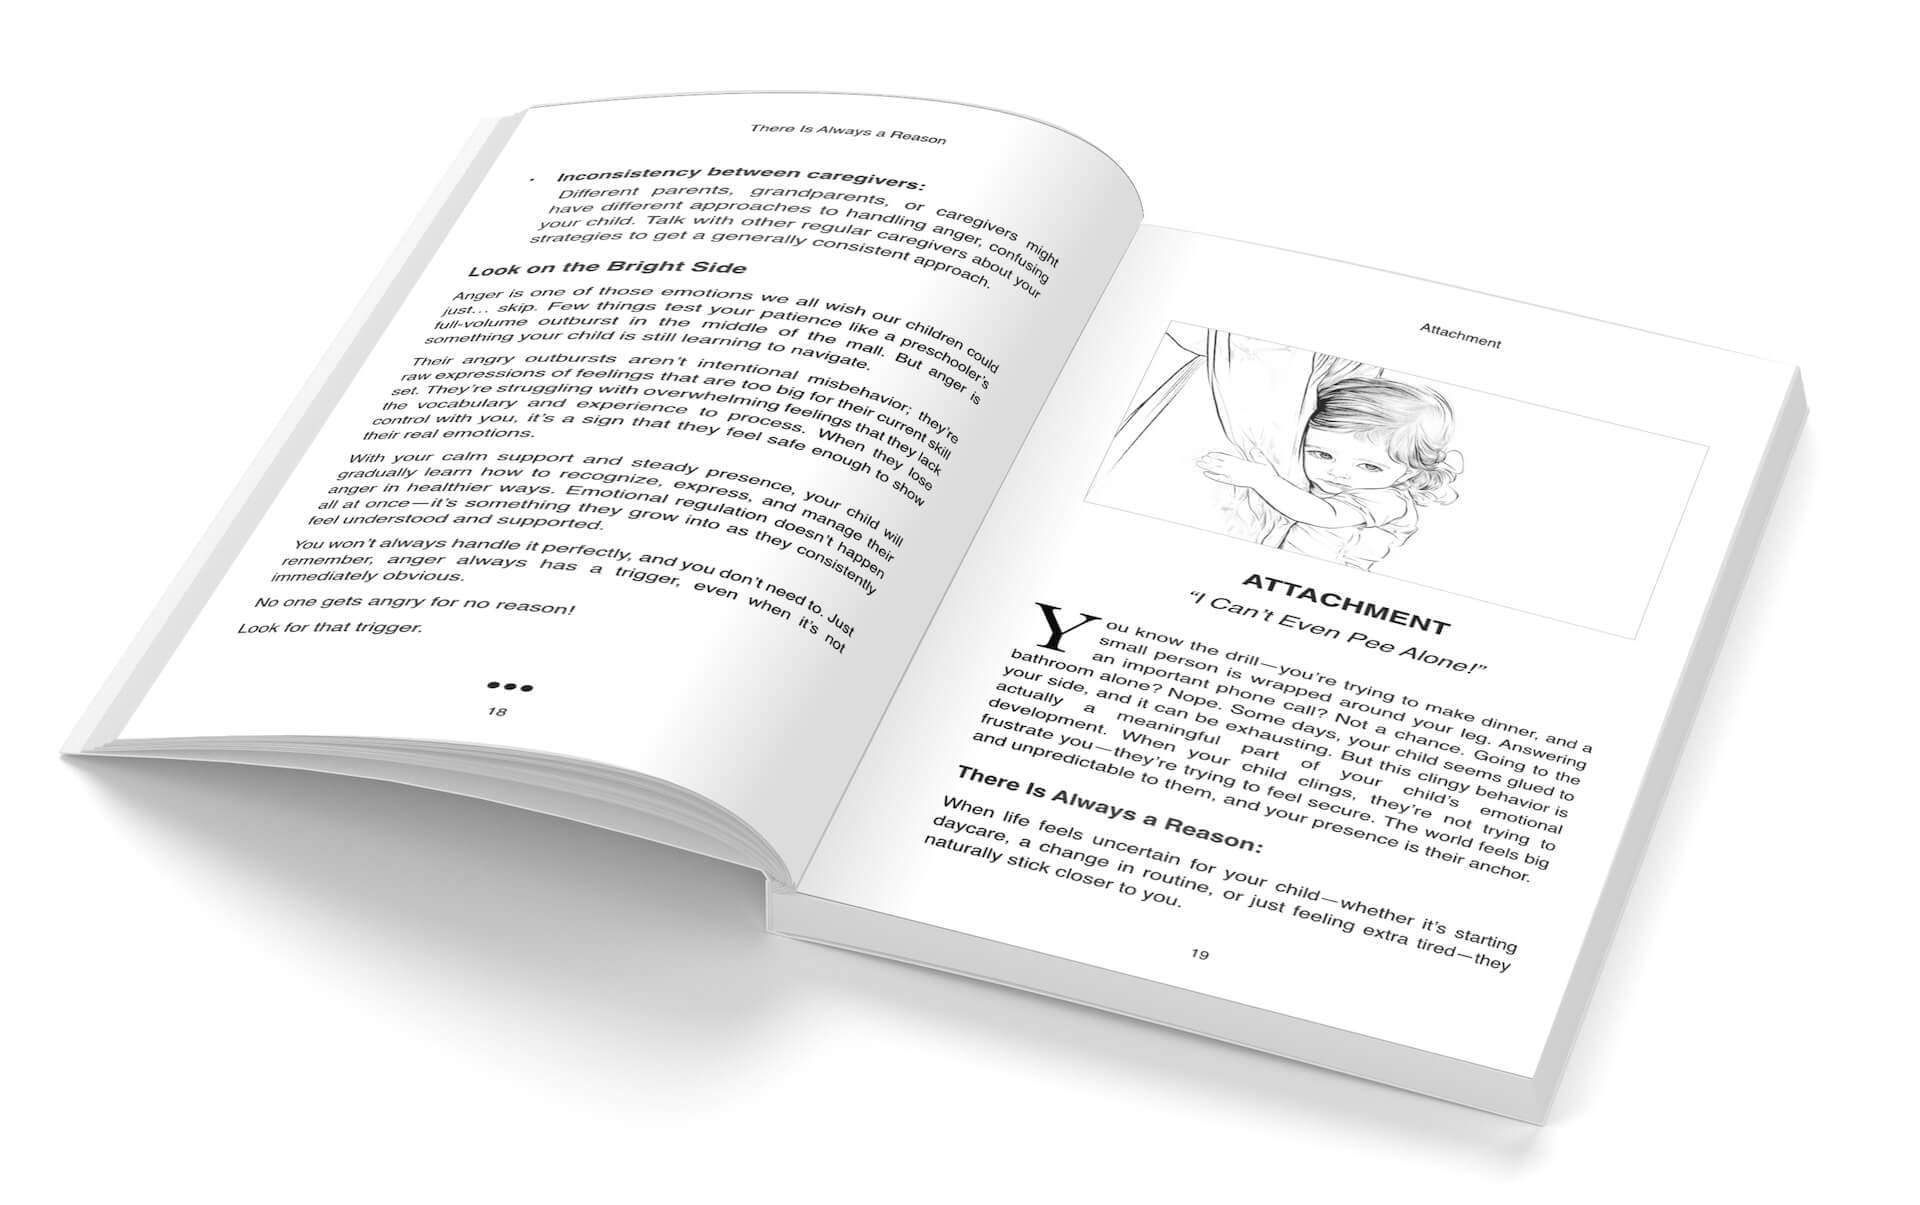 There Is Always a Reason
• Inconsistency between caregivers:
Different parents, grandparents, or caregivers might
have different approaches to handling anger, confusing
your child. Talk with other regular caregivers about your
strategies to get a generally consistent approach.
Look on the Bright Side
Anger is one of those emotions we all wish our children could
just… skip. Few things test your patience like a preschooler's
full-volume outburst in the middle of the mall. But anger is
something your child is still learning to navigate.
Their angry outbursts aren't intentional misbehavior; they're
raw expressions of feelings that are too big for their current skill
set. They're struggling with overwhelming feelings that they lack
the vocabulary and experience to process. When they lose
control with you, it's a sign that they feel safe enough to show
their real emotions.
With your calm support and steady presence, your child will
gradually learn how to recognize, express, and manage their
anger in healthier ways. Emotional regulation doesn't happen
all at once—it's something they grow into as they consistently
feel understood and supported.
You won't always handle it perfectly, and you don't need to. Just
remember, anger always has a trigger, even when it's not
immediately obvious.
No one gets angry for no reason!
Look for that trigger.
18
Attachment
ATTACHMENT
“I Can't Even Pee Alone!”
You know the drill—you're trying to make dinner, and a
small person is wrapped around your leg. Answering
an important phone call? Not a chance. Going to the
bathroom alone? Nope. Some days, your child seems glued to
your side, and it can be exhausting. But this clingy behavior is
actually a meaningful part of your child's emotional
development. When your child clings, they're not trying to
frustrate you—they're trying to feel secure. The world feels big
and unpredictable to them, and your presence is their anchor.
There Is Always a Reason:
When life feels uncertain for your child—whether it's starting
daycare, a change in routine, or just feeling extra tired—they
naturally stick closer to you.
19